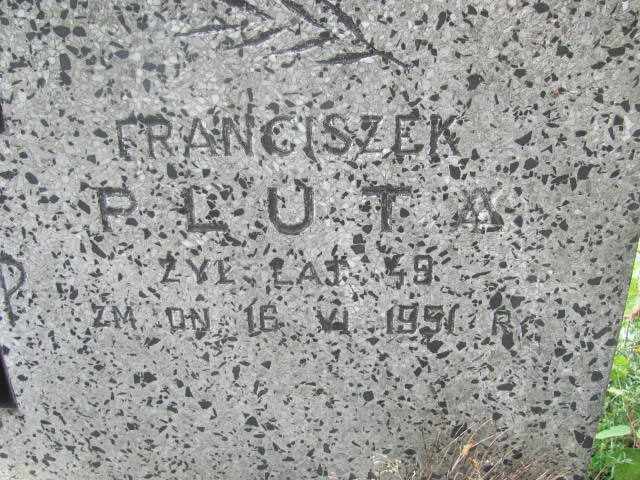 FRANCISZEK
PLUTA
ŻYŁ LAT 49
ZM DN 16 VI 1951 R